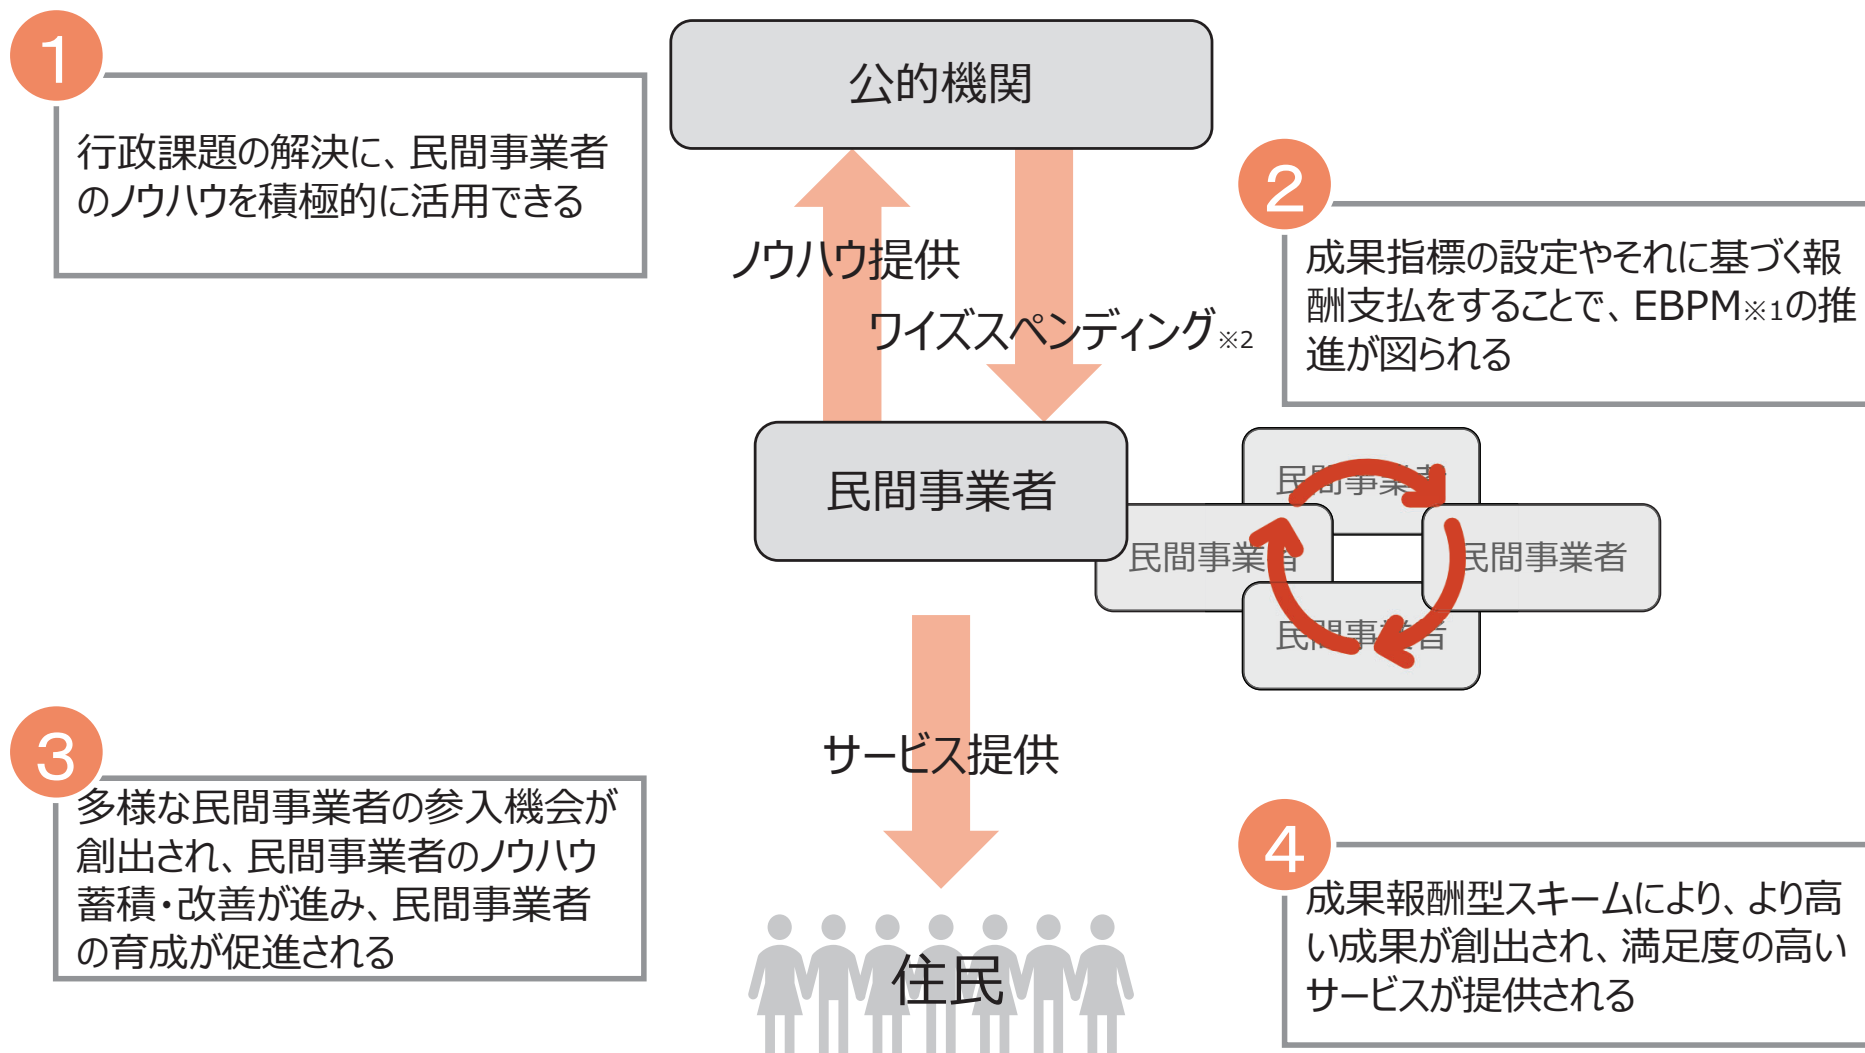 1
行政課題の解決に、民間事業者
のノウハウを積極的に活用できる
公的機関
ノウハウ提供
ワイズスペンディング※2
2
成果指標の設定やそれに基づく報
酬支払をすることで、EBPM※1の推
進が図られる
民間事業者
民間事業者
民間事業者
民間事業者
民間事業者
サービス提供
3
多様な民間事業者の参入機会が
創出され、民間事業者のノウハウ
蓄積・改善が進み、民間事業者
の育成が促進される
住民
4
成果報酬型スキームにより、より高
い成果が創出され、満足度の高い
サービスが提供される